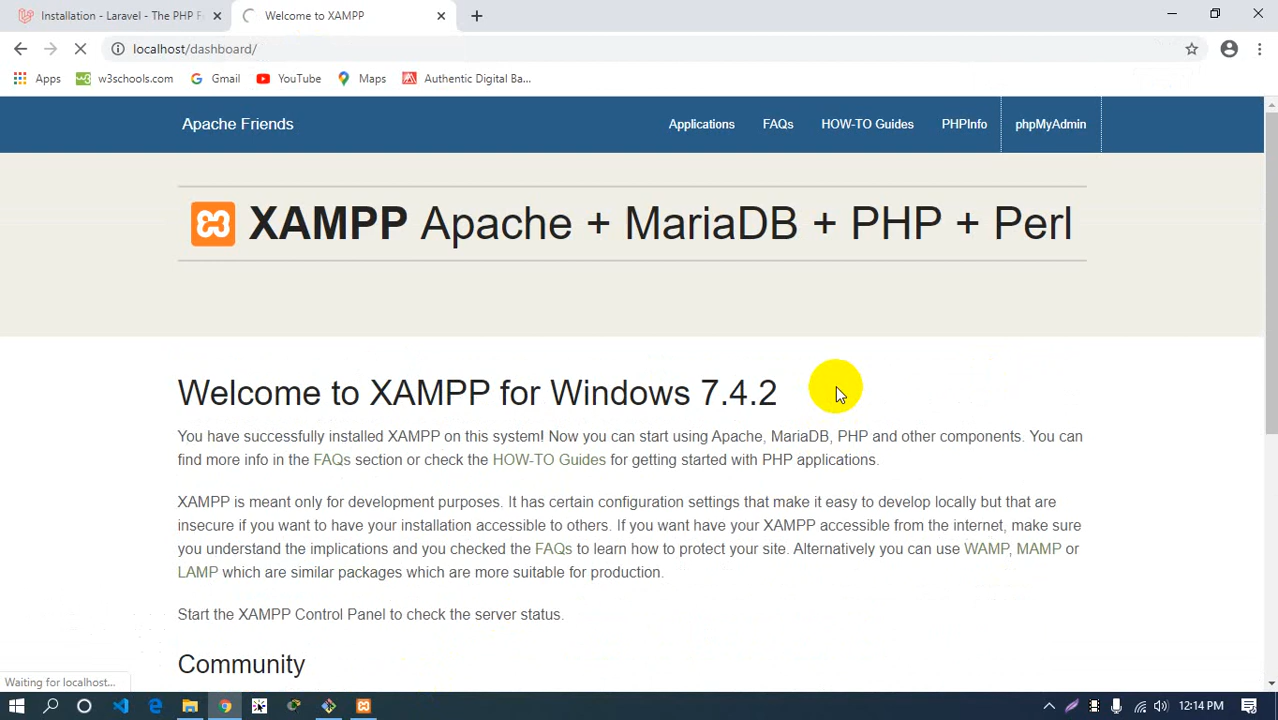 Installation - Laravel - The PHP F
Welcome to XAMPP
localhost/dashboard/
Apps w3schools.com Gmail YouTube Maps Authentic Digital Ba...
Apache Friends Applications FAQs HOW-TO Guides PHPInfo phpMyAdmin
XAMPP Apache + MariaDB + PHP + Perl
Welcome to XAMPP for Windows 7.4.2
You have successfully installed XAMPP on this system! Now you can start using Apache, MariaDB, PHP and other components. You can
find more info in the FAQs section or check the HOW-TO Guides for getting started with PHP applications.
XAMPP is meant only for development purposes. It has certain configuration settings that make it easy to develop locally but that are
insecure if you want to have your installation accessible to others. If you want have your XAMPP accessible from the internet, make sure
you understand the implications and you checked the FAQs to learn how to protect your site. Alternatively you can use WAMP, MAMP or
LAMP which are similar packages which are more suitable for production.
Start the XAMPP Control Panel to check the server status.
Community
Waiting for localhost...
12:14 PM